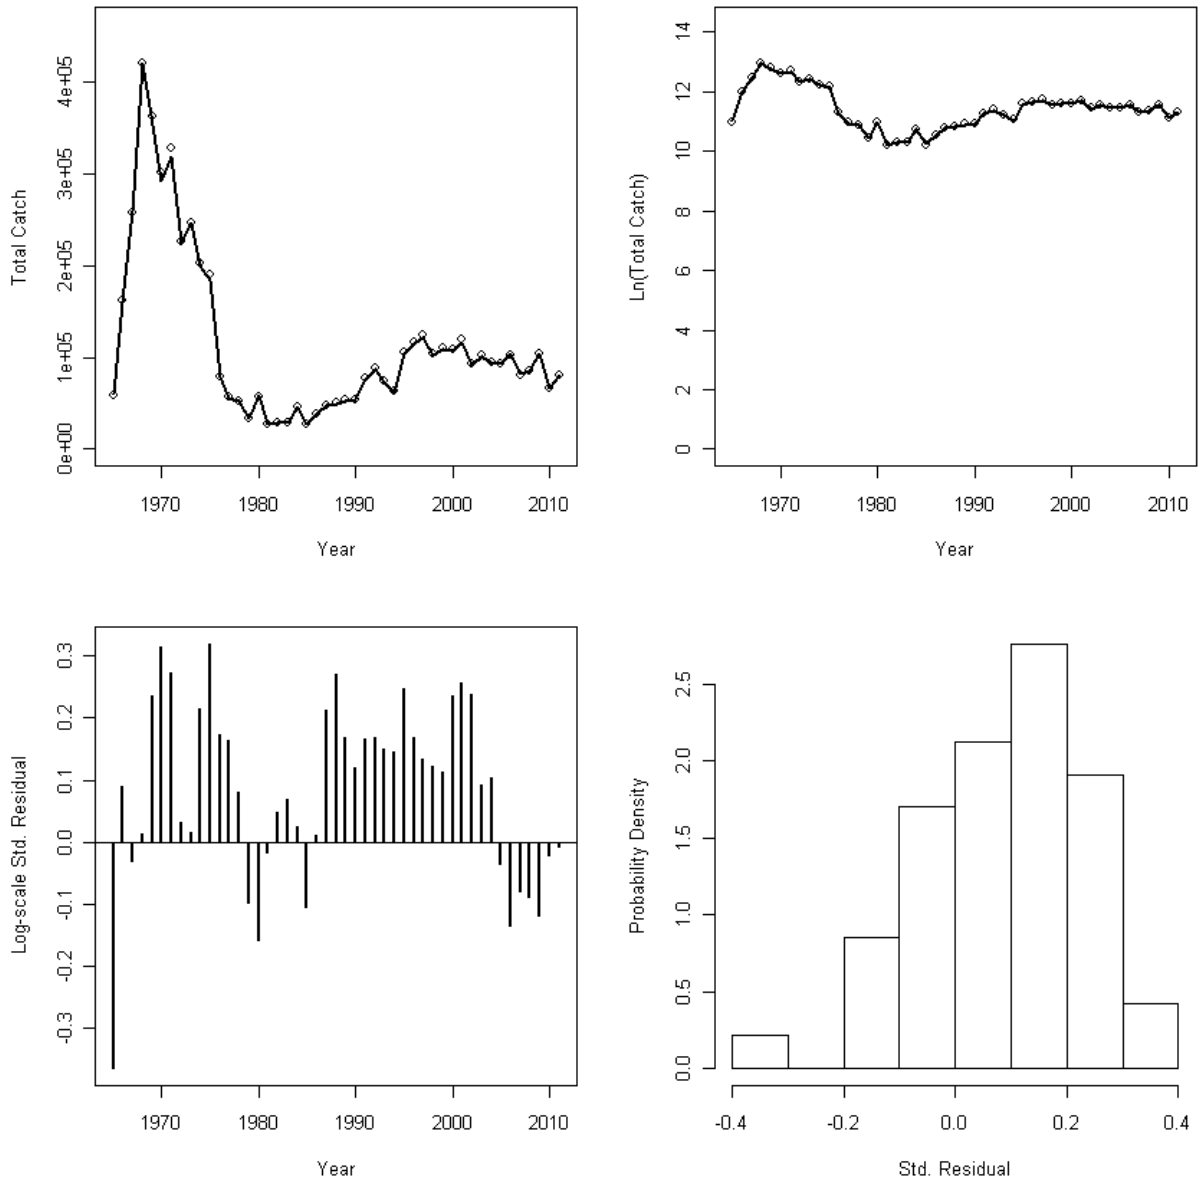 Total Catch
4e+05
3e+05
2e+05
1e+05
0e+00
1970 1980 1990 2000 2010
Year
Ln(Total Catch)
14
12
10
8
6
4
2
0
1970 1980 1990 2000 2010
Year
Log-scale Std. Residual
0.3
0.2
0.1
0.0
-0.1
-0.2
-0.3
1970 1980 1990 2000 2010
Year
Probability Density
2.5
2.0
1.5
1.0
0.5
0.0
-0.4 -0.2 0.0 0.2 0.4
Std. Residual